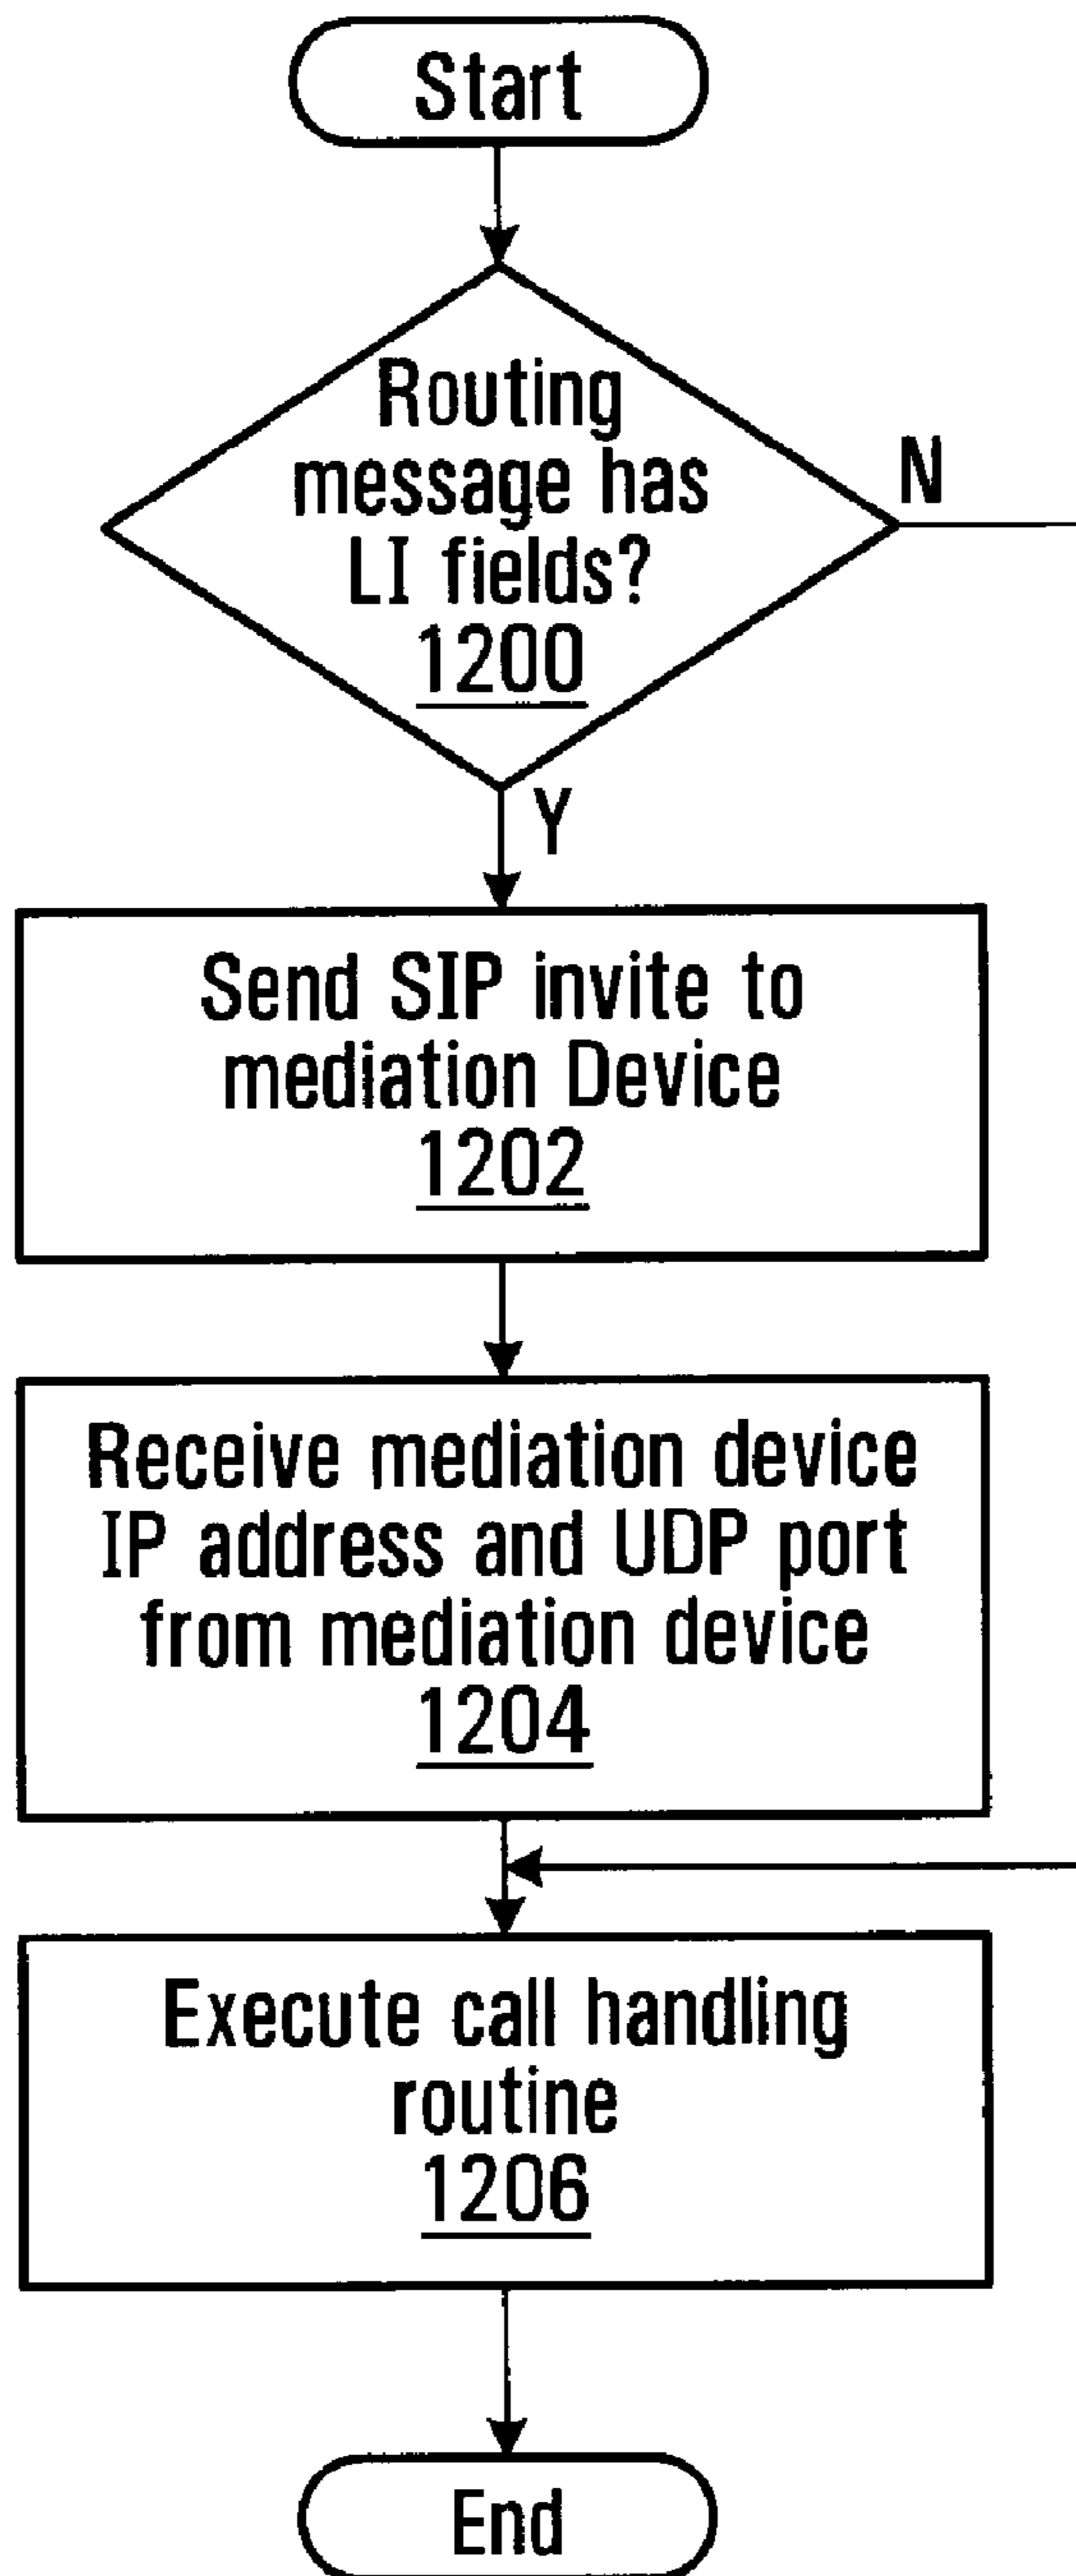 Start
Routing
message has
LI fields?
1200
N
Y
Send SIP invite to
mediation Device
1202
Receive mediation device
IP address and UDP port
from mediation device
1204
Execute call handling
routine
1206
End